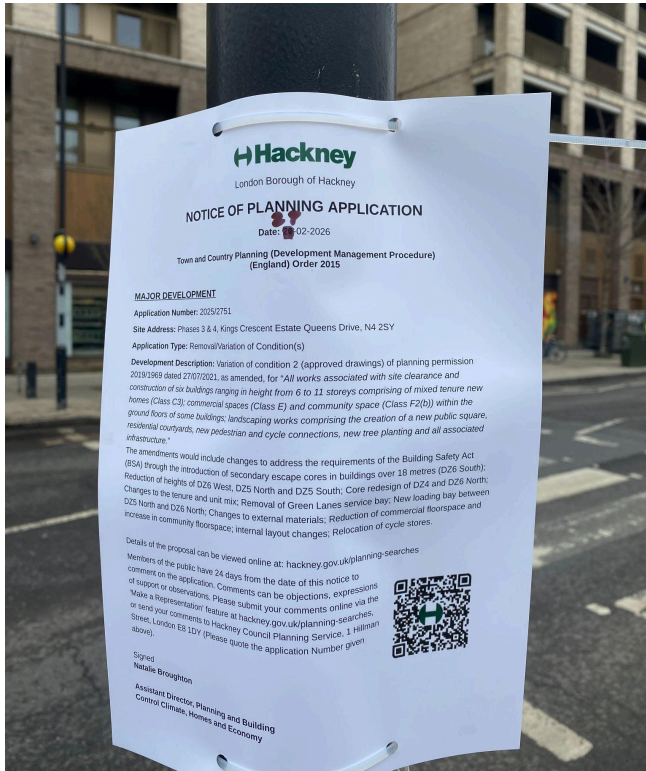 Hackney
London Borough of Hackney
NOTICE OF PLANNING APPLICATION
Date: -02-2026
Town and Country Planning (Development Management Procedure)
(England) Order 2015
MAJOR DEVELOPMENT
Application Number: 2025/2751
Site Address: Phases 3 & 4, Kings Crescent Estate Queens Drive, N4 2SY
Application Type: Removal/Variation of Condition(s)
Development Description: Variation of condition 2 (approved drawings) of planning permission
2019/1969 dated 27/07/2021, as amended, for "All works associated with site clearance and
construction of six buildings ranging in height from 6 to 11 storeys comprising of mixed tenure new
homes (Class C3); commercial spaces (Class E) and community space (Class F2(b)) within the
ground floors of some buildings; landscaping works comprising the creation of a new public square,
residential courtyards, new pedestrian and cycle connections, new tree planting and all associated
infrastructure."
The amendments would include changes to address the requirements of the Building Safety Act
(BSA) through the introduction of secondary escape cores in buildings over 18 metres (DZ6 South);
Reduction of heights of DZ6 West, DZ5 North and DZ5 South; Core redesign of DZ4 and DZ6 North;
Changes to the tenure and unit mix; Removal of Green Lanes service bay; New loading bay between
DZ5 North and DZ6 North; Changes to external materials; Reduction of commercial floorspace and
increase in community floorspace; internal layout changes; Relocation of cycle stores.
Details of the proposal can be viewed online at: hackney.gov.uk/planning-searches
Members of the public have 24 days from the date of this notice to
comment on the application. Comments can be objections, expressions
of support or observations. Please submit your comments online via the
'Make a Representation' feature at hackney.gov.uk/planning-searches,
or send your comments to Hackney Council Planning Service, 1 Hillman
Street, London E8 1DY (Please quote the application Number given
above).
Signed
Natalie Broughton
Assistant Director, Planning and Building
Control Climate, Homes and Economy